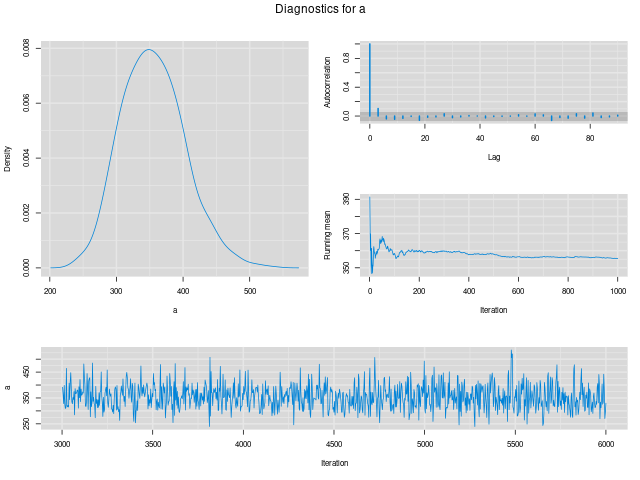 Diagnostics for a
0.008
0.006
0.004
0.002
0.000
Density
200 300 400 500
a
0.8
0.4
0.0
Autocorrelation
0 20 40 60 80
Lag
390
370
350
Running mean
0 200 400 600 800 1000
Iteration
450
350
250
a
3000 3500 4000 4500 5000 5500 6000
Iteration